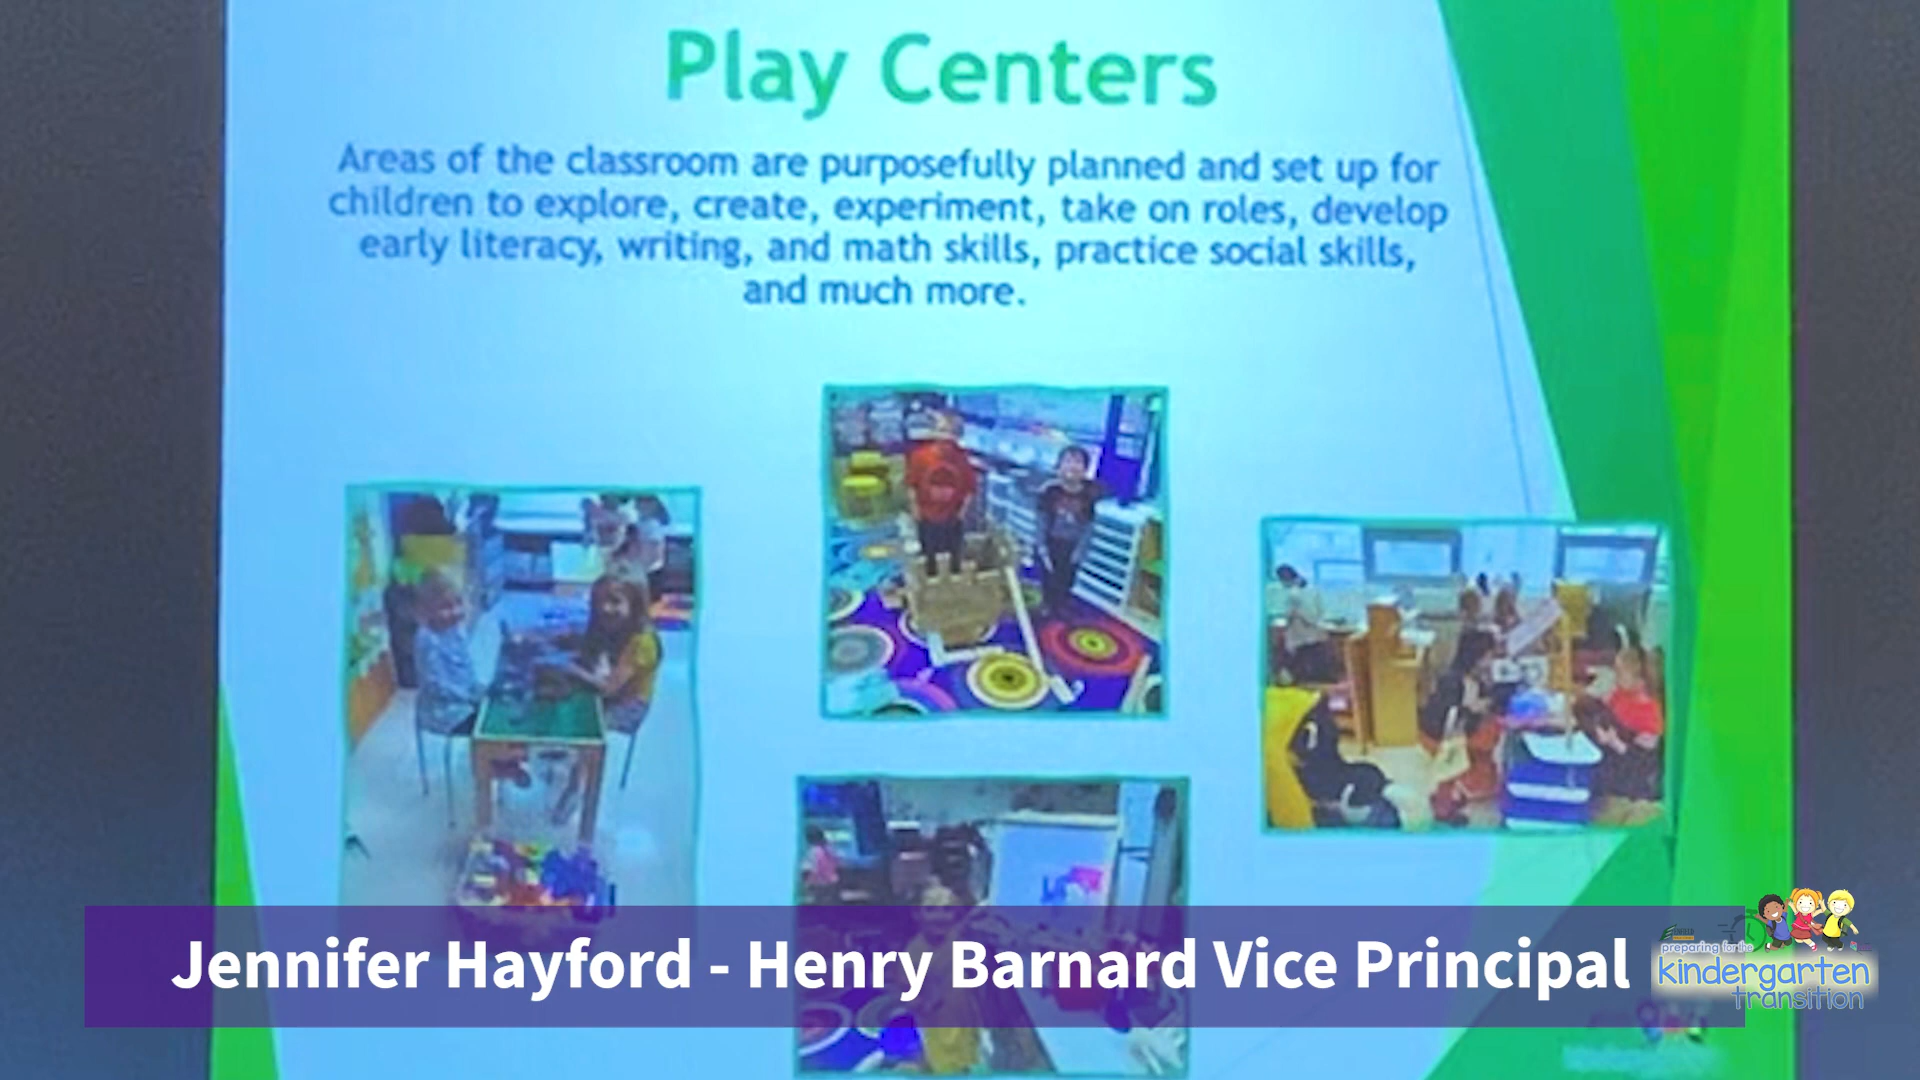 Play Centers
Areas of the classroom are purposefully planned and set up for
children to explore, create, experiment, take on roles, develop
early literacy, writing, and math skills, practice social skills,
and much more.
Jennifer Hayford - Henry Barnard Vice Principal
preparing for the
kindergarten
transition